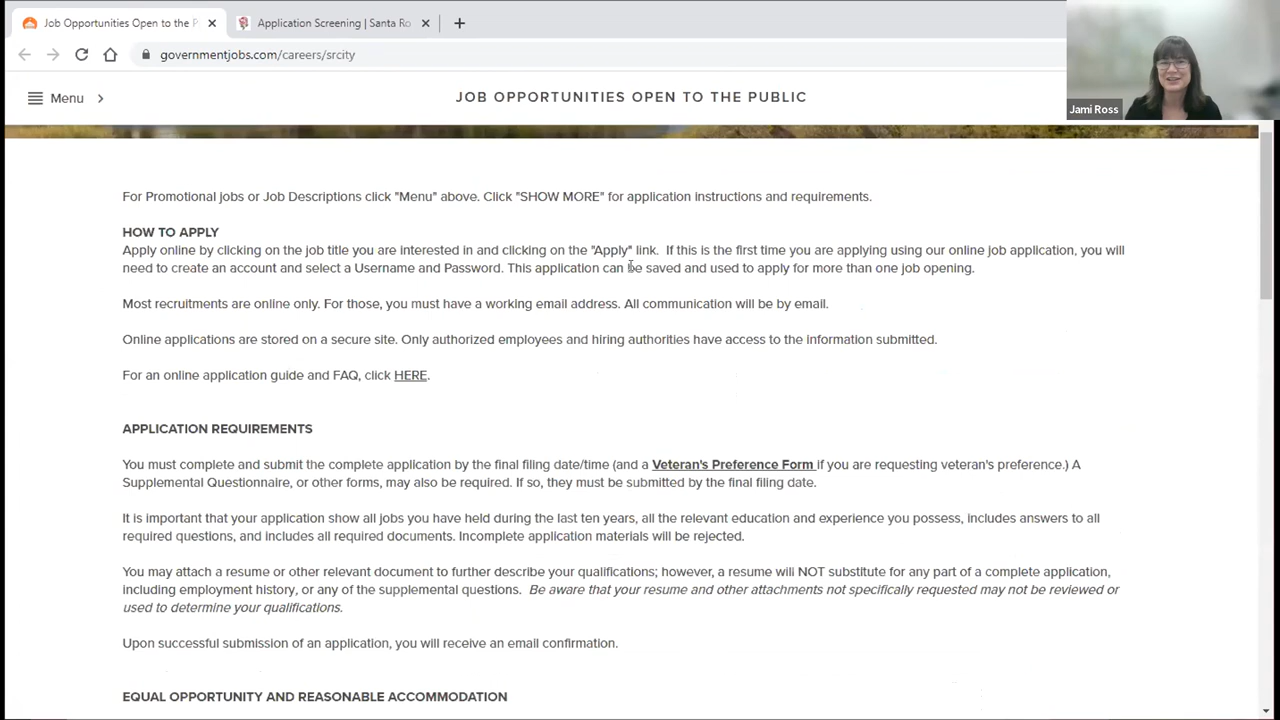 Job Opportunities Open to the P
Application Screening | Santa Ro
governmentjobs.com/careers/srcity
Menu
JOB OPPORTUNITIES OPEN TO THE PUBLIC
Jami Ross
For Promotional jobs or Job Descriptions click "Menu" above. Click "SHOW MORE" for application instructions and requirements.
HOW TO APPLY
Apply online by clicking on the job title you are interested in and clicking on the "Apply" link. If this is the first time you are applying using our online job application, you will
need to create an account and select a Username and Password. This application can be saved and used to apply for more than one job opening.
Most recruitments are online only. For those, you must have a working email address. All communication will be by email.
Online applications are stored on a secure site. Only authorized employees and hiring authorities have access to the information submitted.
For an online application guide and FAQ, click HERE.
APPLICATION REQUIREMENTS
You must complete and submit the complete application by the final filing date/time (and a Veteran's Preference Form if you are requesting veteran's preference.) A
Supplemental Questionnaire, or other forms, may also be required. If so, they must be submitted by the final filing date.
It is important that your application show all jobs you have held during the last ten years, all the relevant education and experience you possess, includes answers to all
required questions, and includes all required documents. Incomplete application materials will be rejected.
You may attach a resume or other relevant document to further describe your qualifications; however, a resume will NOT substitute for any part of a complete application,
including employment history, or any of the supplemental questions. Be aware that your resume and other attachments not specifically requested may not be reviewed or
used to determine your qualifications.
Upon successful submission of an application, you will receive an email confirmation.
EQUAL OPPORTUNITY AND REASONABLE ACCOMMODATION